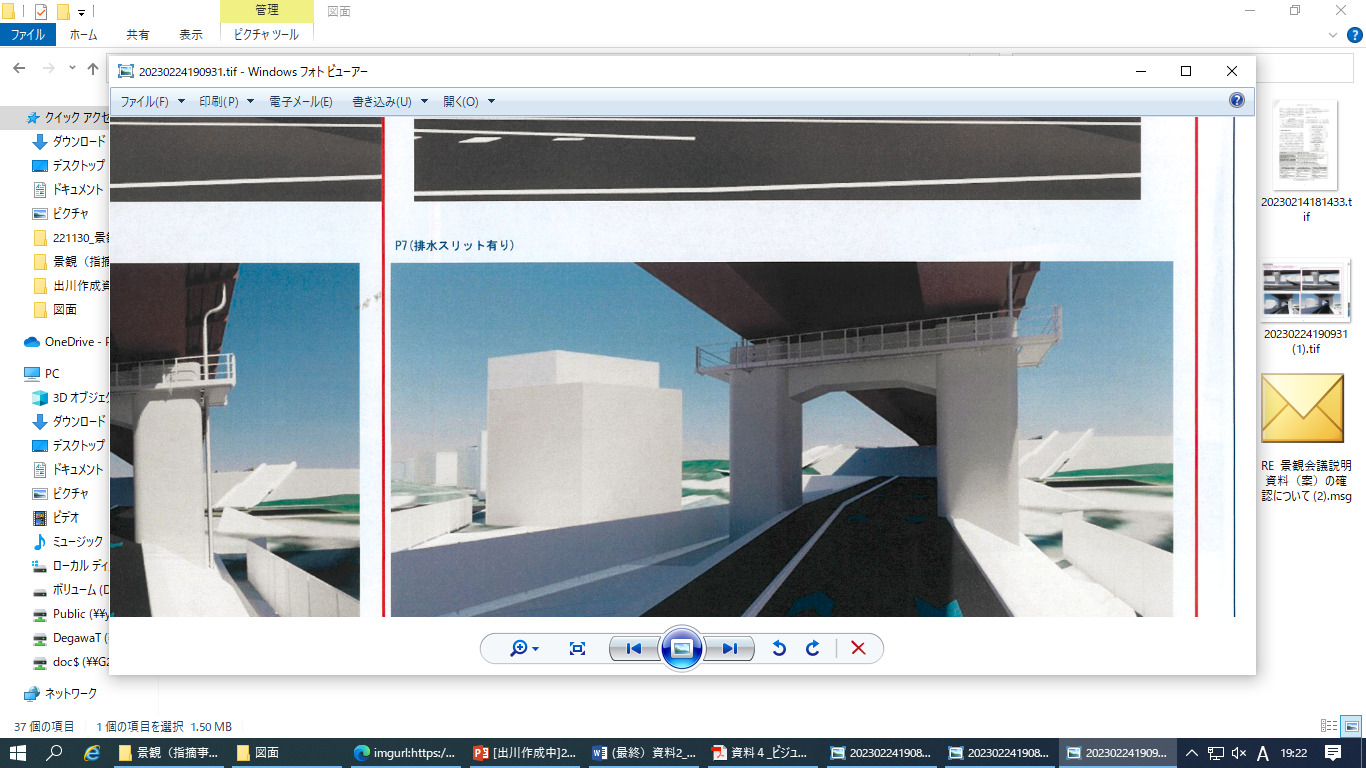 管理
図面
ファイル
ホーム
共有
表示
ピクチャ ツール
20230224190931.tif - Windows フォト ビューアー
ファイル(F)
印刷(P)
電子メール(E)
書き込み(U)
開く(O)
クイック アクセ
ダウンロード
デスクトップ
ドキュメント
ピクチャ
221130_景観
景観（指摘
出川作成資
図面
OneDrive - P
PC
3D オブジェク
ダウンロード
デスクトップ
ドキュメント
ピクチャ
ビデオ
ミュージック
ローカル ディ
ボリューム (D
Public (¥¥y
DegawaT (
doc$ (¥¥G2
ネットワーク
P7(排水スリット有り)
20230214181433.t
if
20230224190931
(1).tif
RE 景観会議説明
資料（案）の確
認について (2).msg
37 個の項目
1 個の項目を選択 1.50 MB
景観（指摘事...
図面
imgurl:https:/...
[出川作成中]2...
（最終）資料2_...
資料４_ビジュ...
202302241908...
202302241908...
202302241909...
A
19:22